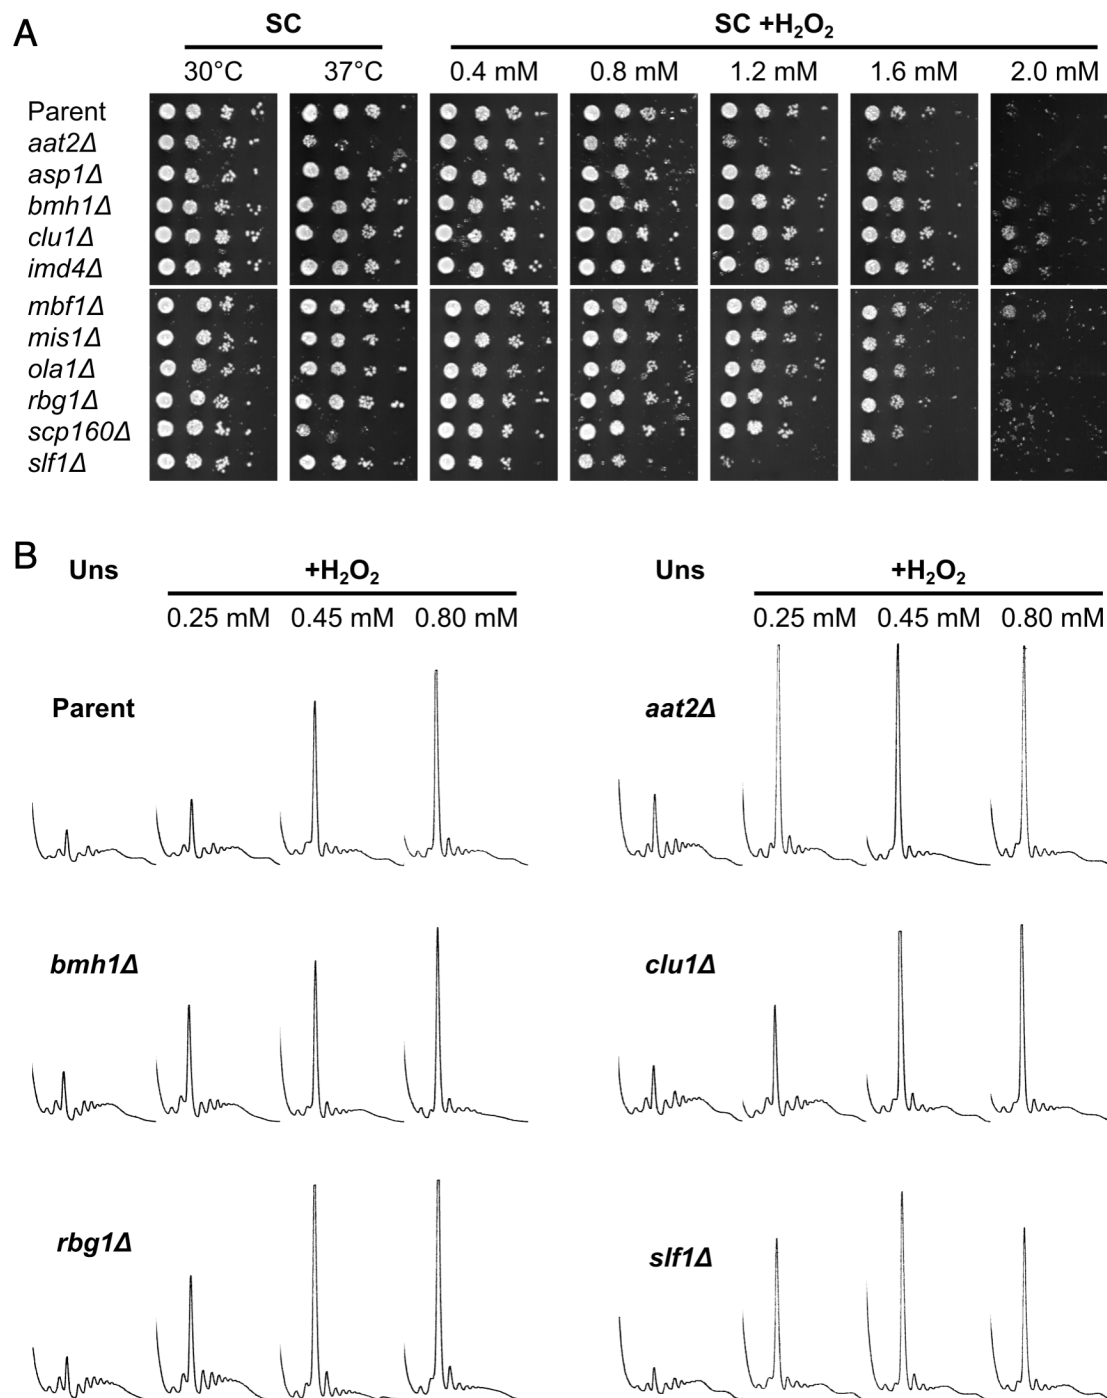 A
SC
SC +H₂O₂
30°C 37°C 0.4 mM 0.8 mM 1.2 mM 1.6 mM 2.0 mM
Parent
aat2Δ
asp1Δ
bmh1Δ
clu1Δ
imd4Δ
mbf1Δ
mis1Δ
ola1Δ
rbg1Δ
scp160Δ
slf1Δ
B
Uns +H₂O₂
0.25 mM 0.45 mM 0.80 mM
Parent
bmh1Δ
rbg1Δ
Uns +H₂O₂
0.25 mM 0.45 mM 0.80 mM
aat2Δ
clu1Δ
slf1Δ